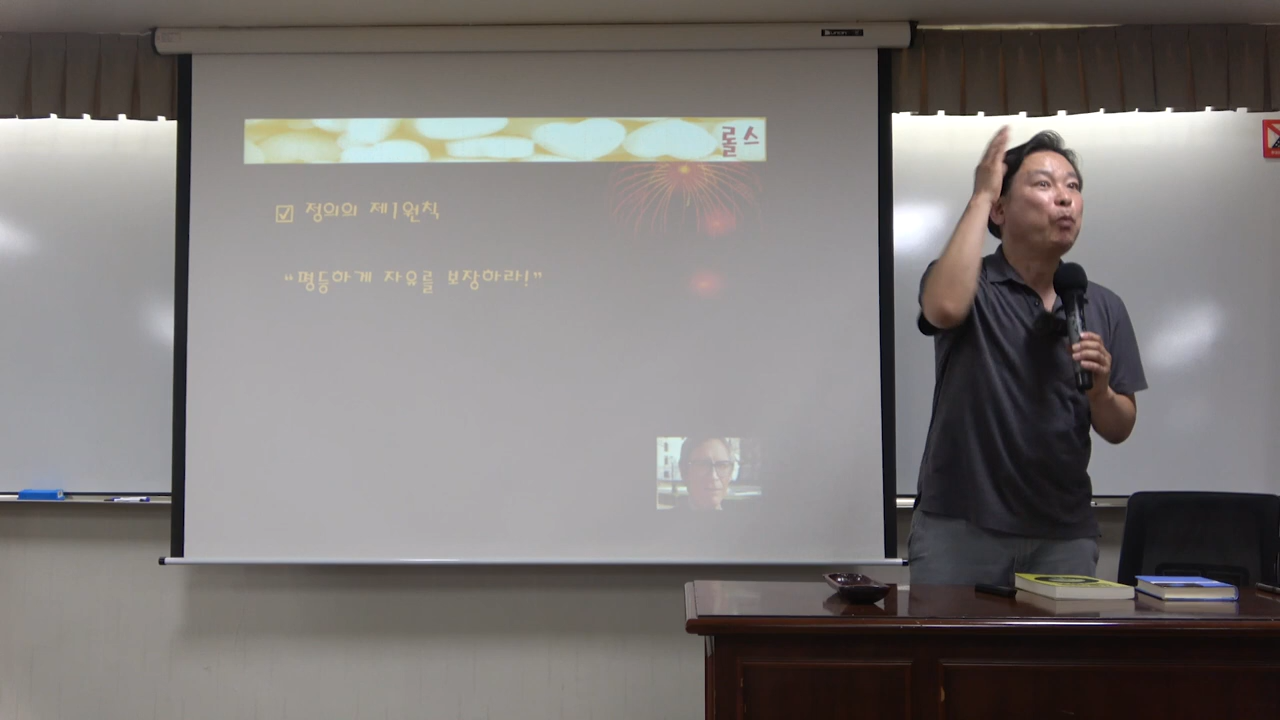 롤스
정의의 제1원칙
“평등하게 자유를 보장하라!”